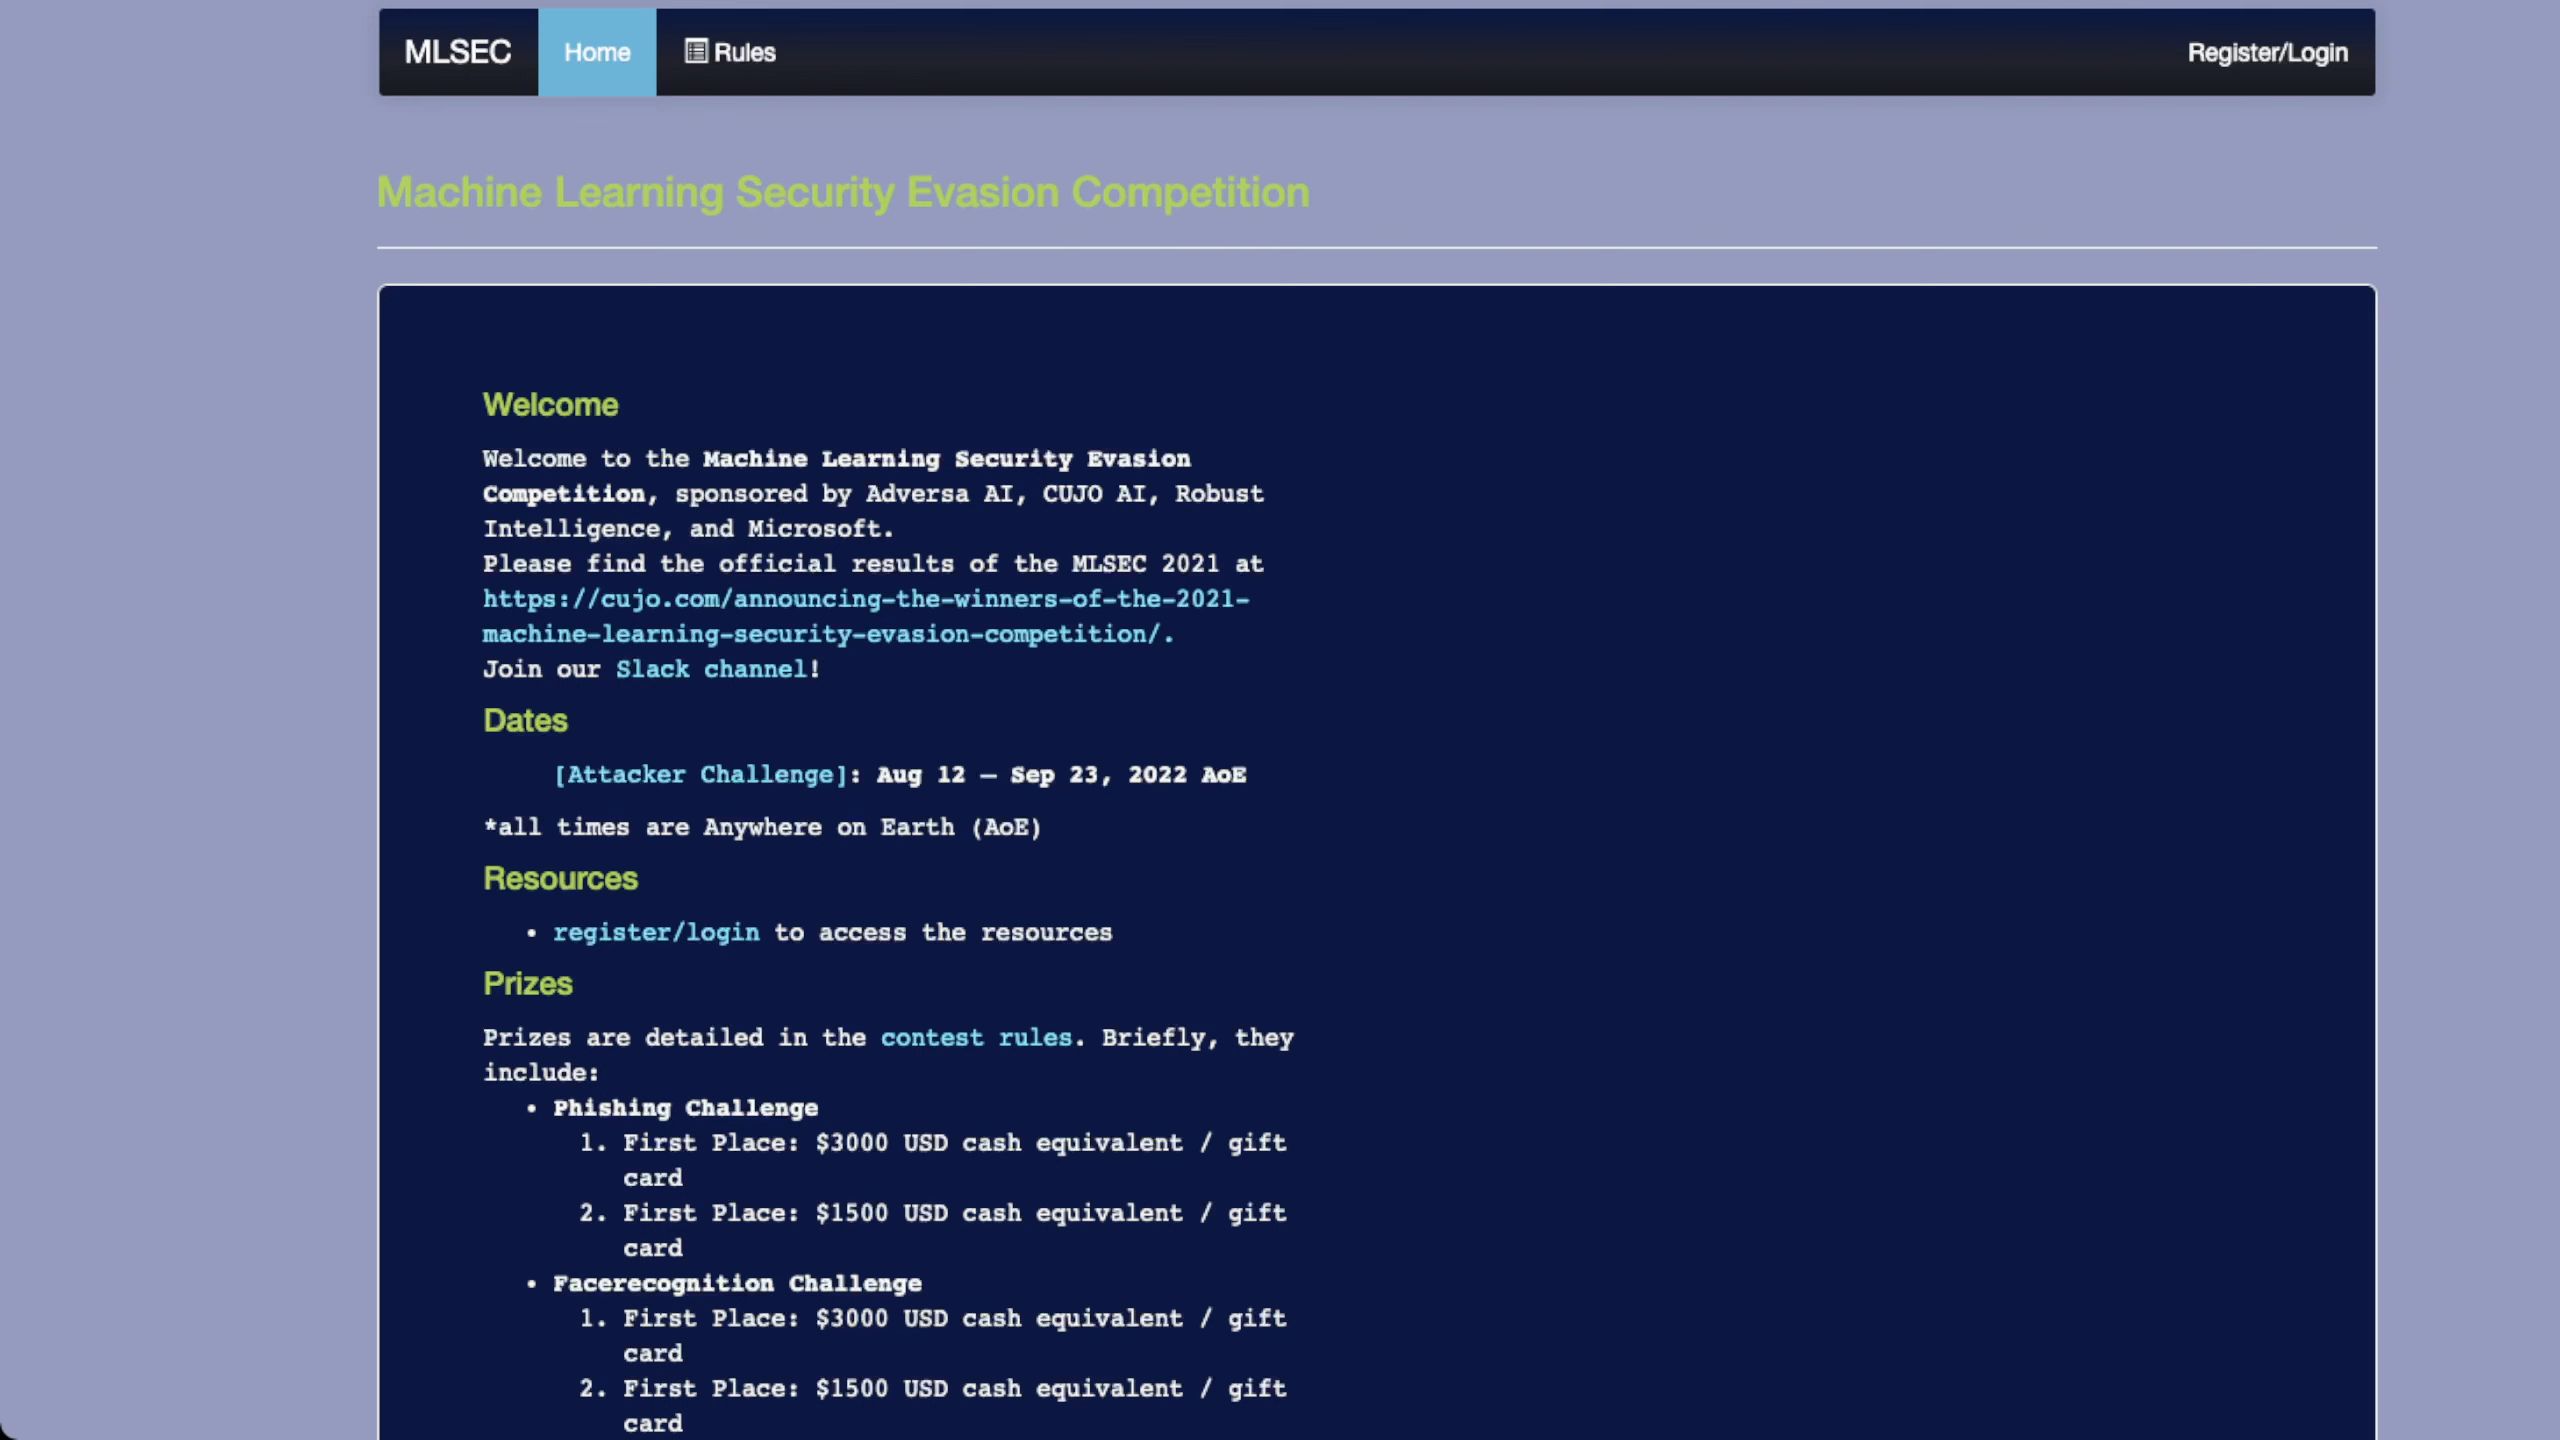 MLSEC Home Rules Register/Login
Machine Learning Security Evasion Competition
Welcome
Welcome to the Machine Learning Security Evasion
Competition, sponsored by Adversa AI, CUJO AI, Robust
Intelligence, and Microsoft.
Please find the official results of the MLSEC 2021 at
https://cujo.com/announcing-the-winners-of-the-2021-
machine-learning-security-evasion-competition/.
Join our Slack channel!
Dates
[Attacker Challenge]: Aug 12 – Sep 23, 2022 AoE
*all times are Anywhere on Earth (AoE)
Resources
• register/login to access the resources
Prizes
Prizes are detailed in the contest rules. Briefly, they
include:
• Phishing Challenge
1. First Place: $3000 USD cash equivalent / gift
card
2. First Place: $1500 USD cash equivalent / gift
card
• Facerecognition Challenge
1. First Place: $3000 USD cash equivalent / gift
card
2. First Place: $1500 USD cash equivalent / gift
card